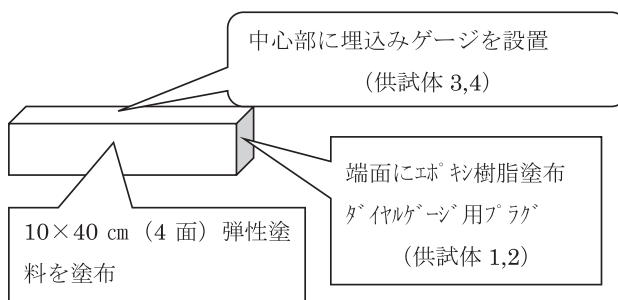 中心部に埋込みゲージを設置
(供試体 3,4)
端面にｴﾎﾟｷｼ樹脂塗布
ﾀﾞｲﾔﾙｹﾞｰｼﾞ用ﾌﾟﾗｸﾞ
(供試体 1,2)
10×40 ㎝（4 面）弾性塗
料を塗布